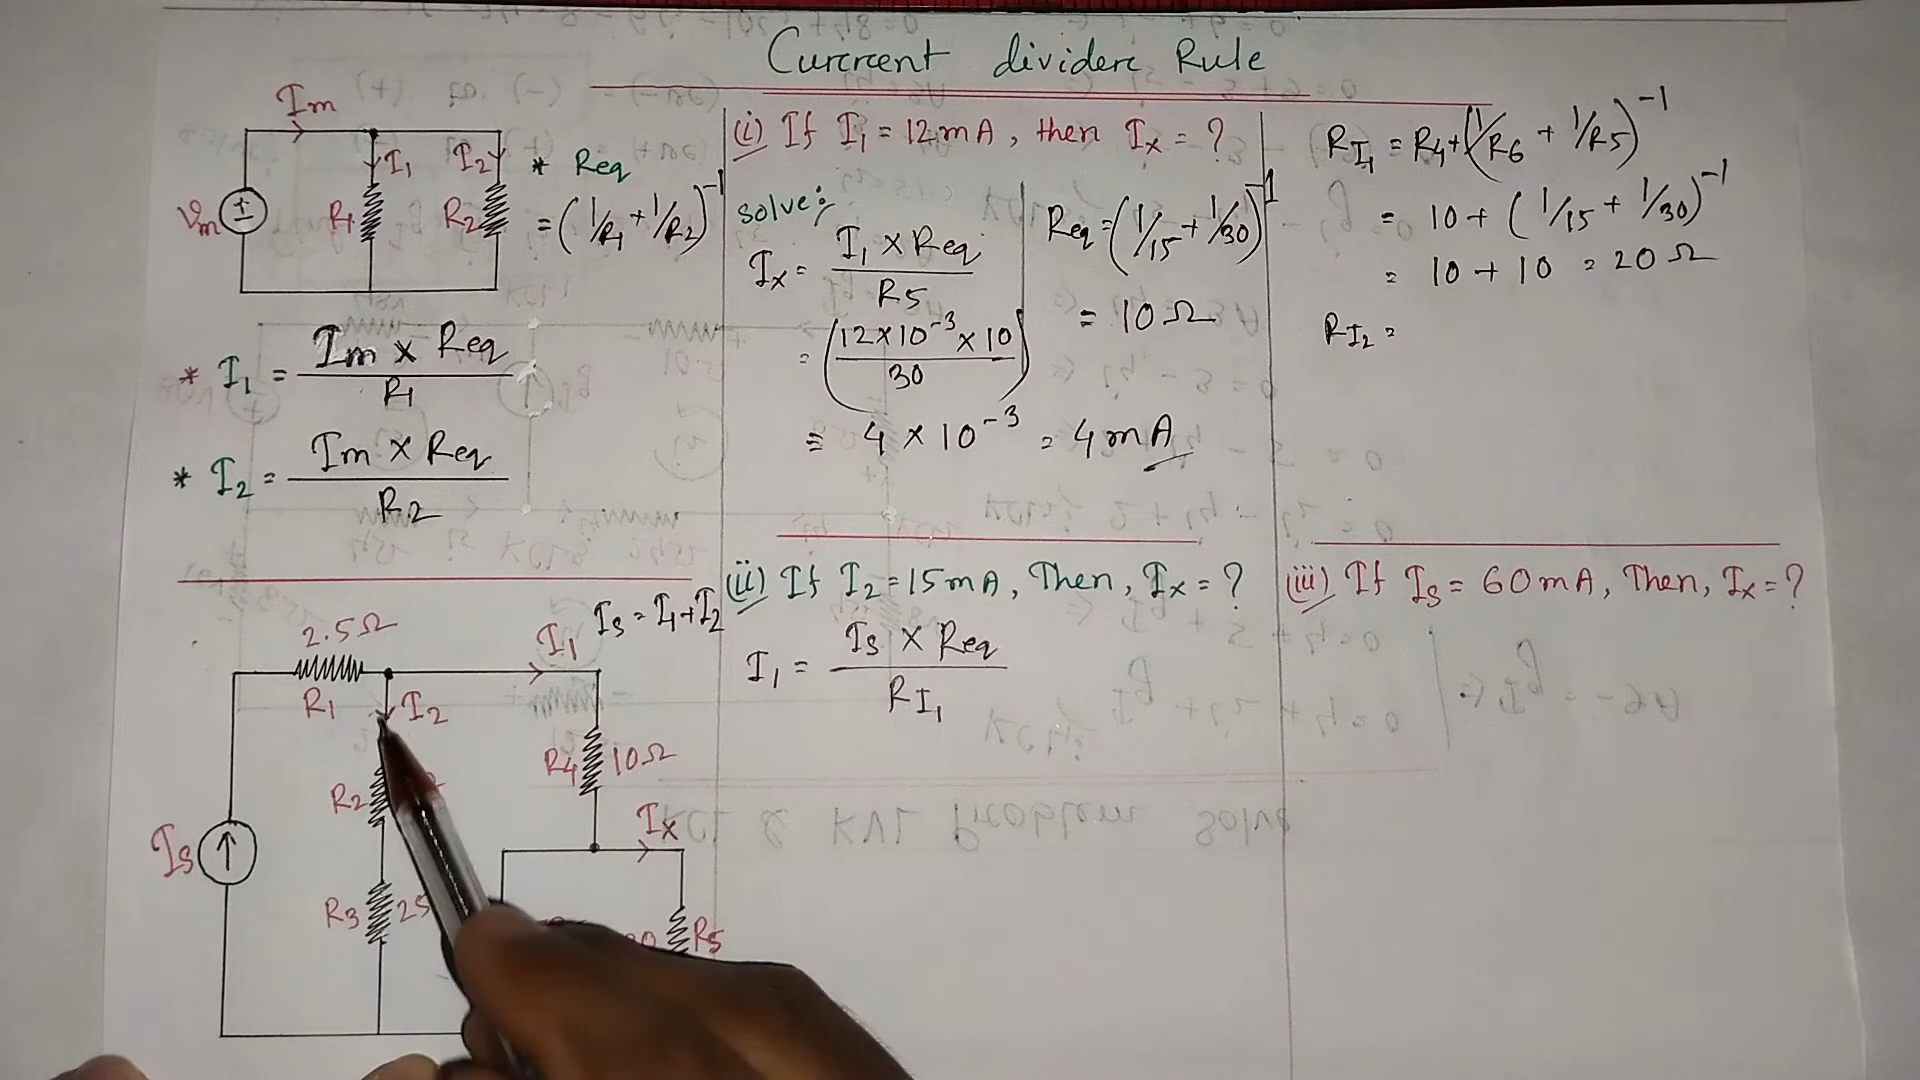 Current divider Rule
Im
I1
I2
Vm
R1
R2
* Req
= (1/R1 + 1/R2)^-1
* I1 = Im × Req / R1
* I2 = Im × Req / R2
(i) If I1 = 12mA, then Ix = ?
solve:
Ix = I1 × Req / R5
= (12×10^-3 × 10 / 30)
= 4 × 10^-3 = 4mA
Req = (1/15 + 1/30)^-1
= 10Ω
RI1 = R4 + (1/R6 + 1/R5)^-1
= 10 + (1/15 + 1/30)^-1
= 10 + 10 = 20Ω
RI2 =
(ii) If I2 = 15mA, Then, Ix = ?
I1 = Is × Req / RI1
(iii) If Is = 60mA, Then, Ix = ?
Is = I1 + I2
2.5Ω
R1
I1
I2
R4 10Ω
R2
Is
Ix
R3 25
R5